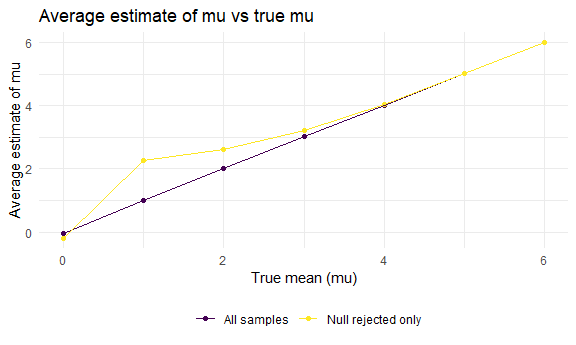 Average estimate of mu vs true mu
Average estimate of mu
6
4
2
0
0 2 4 6
True mean (mu)
All samples Null rejected only